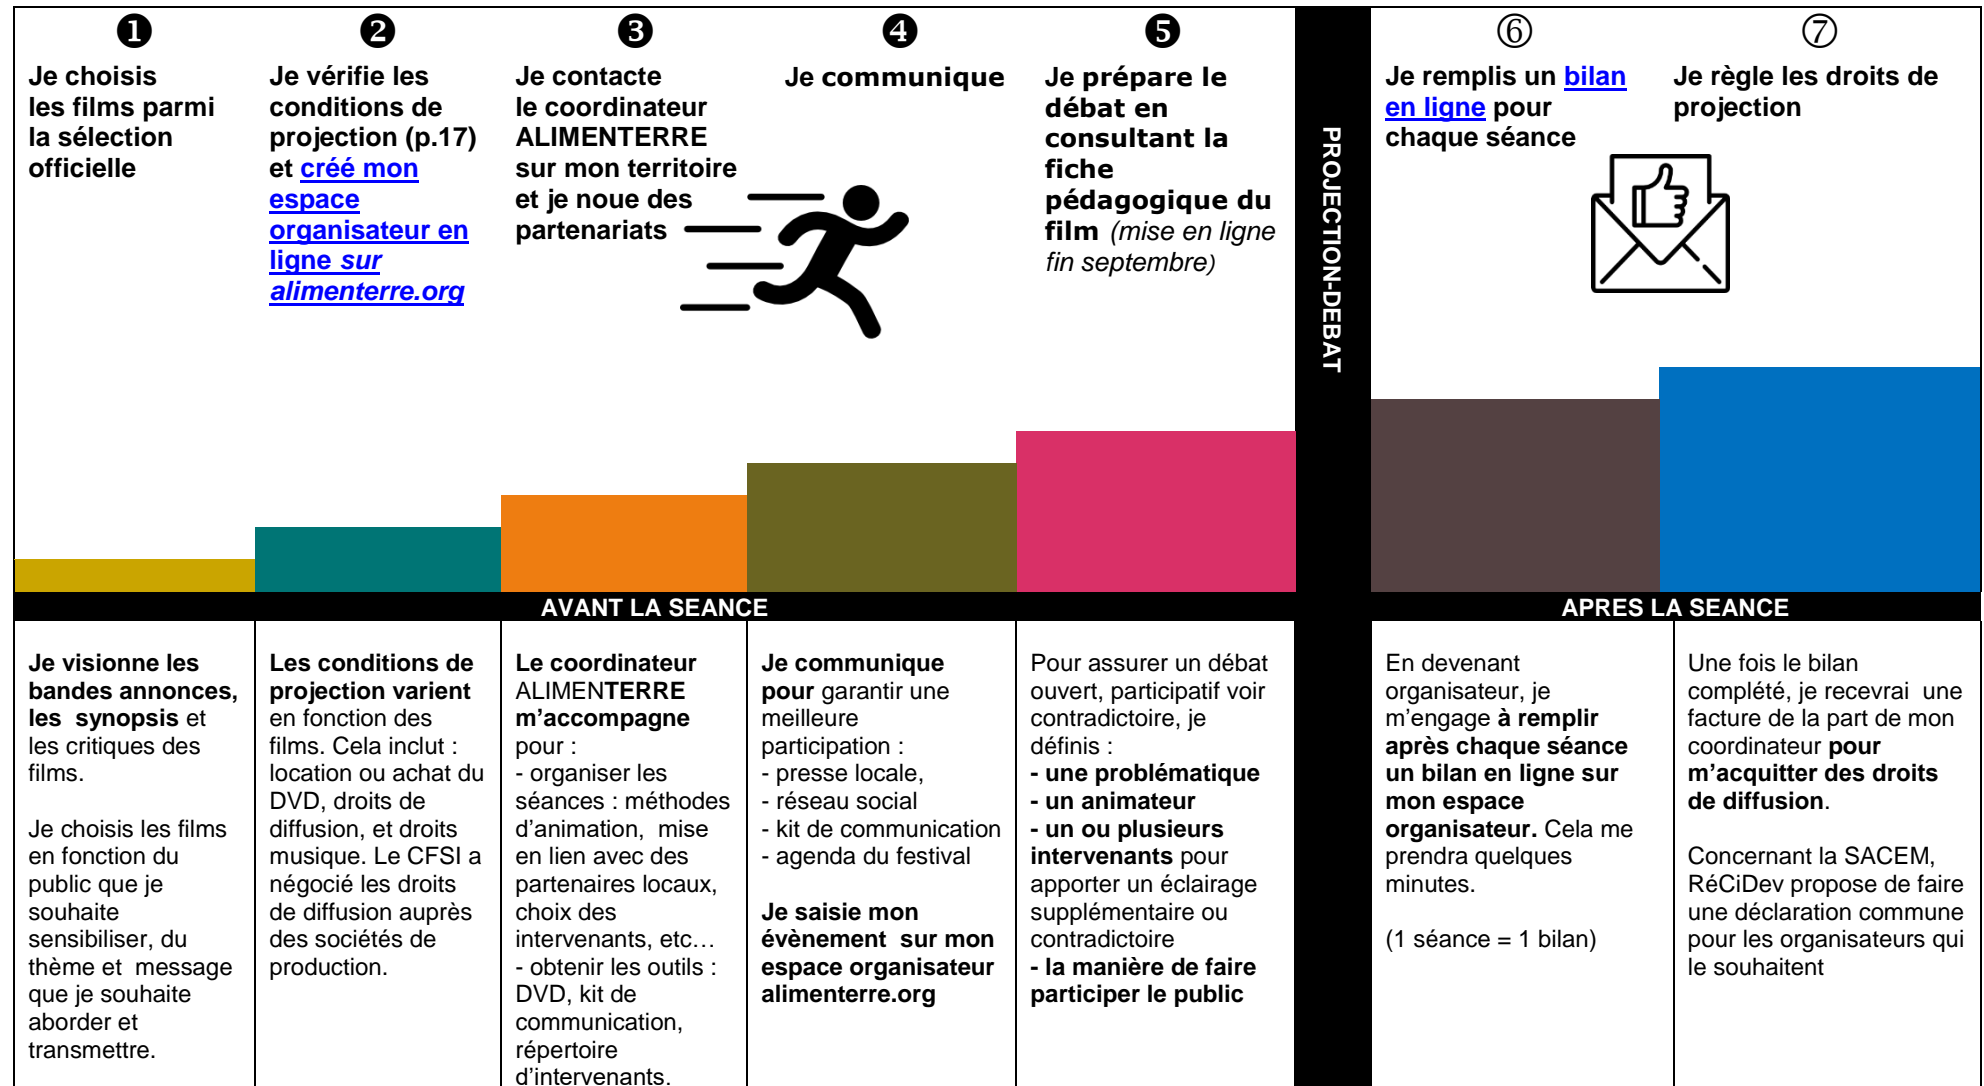 ❶
Je choisis
les films parmi
la sélection
officielle
❷
Je vérifie les
conditions de
projection (p.17)
et créé mon
espace
organisateur en
ligne sur
alimenterre.org
❸
Je contacte
le coordinateur
ALIMENTERRE
sur mon territoire
et je noue des
partenariats
❹
Je communique
❺
Je prépare le
débat en
consultant la
fiche
pédagogique du
film (mise en ligne
fin septembre)
PROJECTION-DEBAT
⑥
Je remplis un bilan
en ligne pour
chaque séance
⑦
Je règle les droits de
projection
AVANT LA SEANCE
APRES LA SEANCE
Je visionne les
bandes annonces,
les synopsis et
les critiques des
films.
Je choisis les films
en fonction du
public que je
souhaite
sensibiliser, du
thème et message
que je souhaite
aborder et
transmettre.
Les conditions de
projection varient
en fonction des
films. Cela inclut :
location ou achat du
DVD, droits de
diffusion, et droits
musique. Le CFSI a
négocié les droits
de diffusion auprès
des sociétés de
production.
Le coordinateur
ALIMENTERRE
m'accompagne
pour :
- organiser les
séances : méthodes
d'animation, mise
en lien avec des
partenaires locaux,
choix des
intervenants, etc…
- obtenir les outils :
DVD, kit de
communication,
répertoire
d'intervenants.
Je communique
pour garantir une
meilleure
participation :
- presse locale,
- réseau social
- kit de communication
- agenda du festival
Je saisie mon
évènement sur mon
espace organisateur
alimenterre.org
Pour assurer un débat
ouvert, participatif voir
contradictoire, je
définis :
- une problématique
- un animateur
- un ou plusieurs
intervenants pour
apporter un éclairage
supplémentaire ou
contradictoire
- la manière de faire
participer le public
En devenant
organisateur, je
m'engage à remplir
après chaque séance
un bilan en ligne sur
mon espace
organisateur. Cela me
prendra quelques
minutes.
(1 séance = 1 bilan)
Une fois le bilan
complété, je recevrai une
facture de la part de mon
coordinateur pour
m'acquitter des droits
de diffusion.
Concernant la SACEM,
RéCiDev propose de faire
une déclaration commune
pour les organisateurs qui
le souhaitent